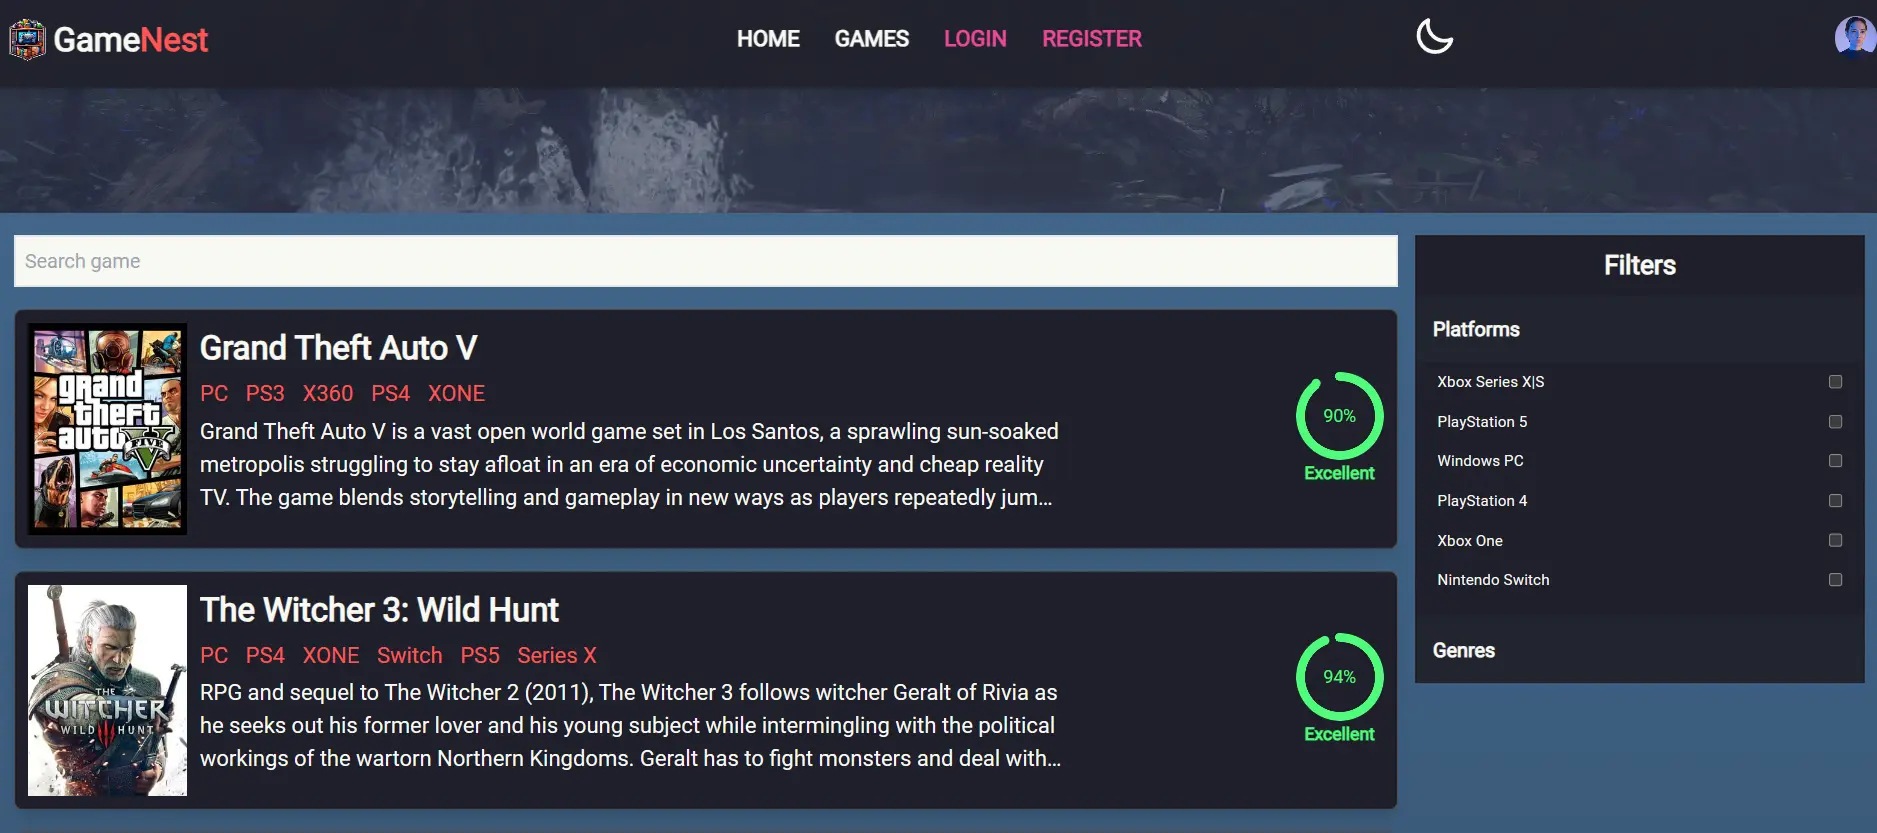 GameNest
HOME GAMES LOGIN REGISTER
Search game
grand
theft
auto
FIVE
Grand Theft Auto V
PC PS3 X360 PS4 XONE
Grand Theft Auto V is a vast open world game set in Los Santos, a sprawling sun-soaked
metropolis struggling to stay afloat in an era of economic uncertainty and cheap reality
TV. The game blends storytelling and gameplay in new ways as players repeatedly jum...
90%
Excellent
THE
WITCHER
WILD HUNT
The Witcher 3: Wild Hunt
PC PS4 XONE Switch PS5 Series X
RPG and sequel to The Witcher 2 (2011), The Witcher 3 follows witcher Geralt of Rivia as
he seeks out his former lover and his young subject while intermingling with the political
workings of the wartorn Northern Kingdoms. Geralt has to fight monsters and deal with...
94%
Excellent
Filters
Platforms
Xbox Series X|S
PlayStation 5
Windows PC
PlayStation 4
Xbox One
Nintendo Switch
Genres